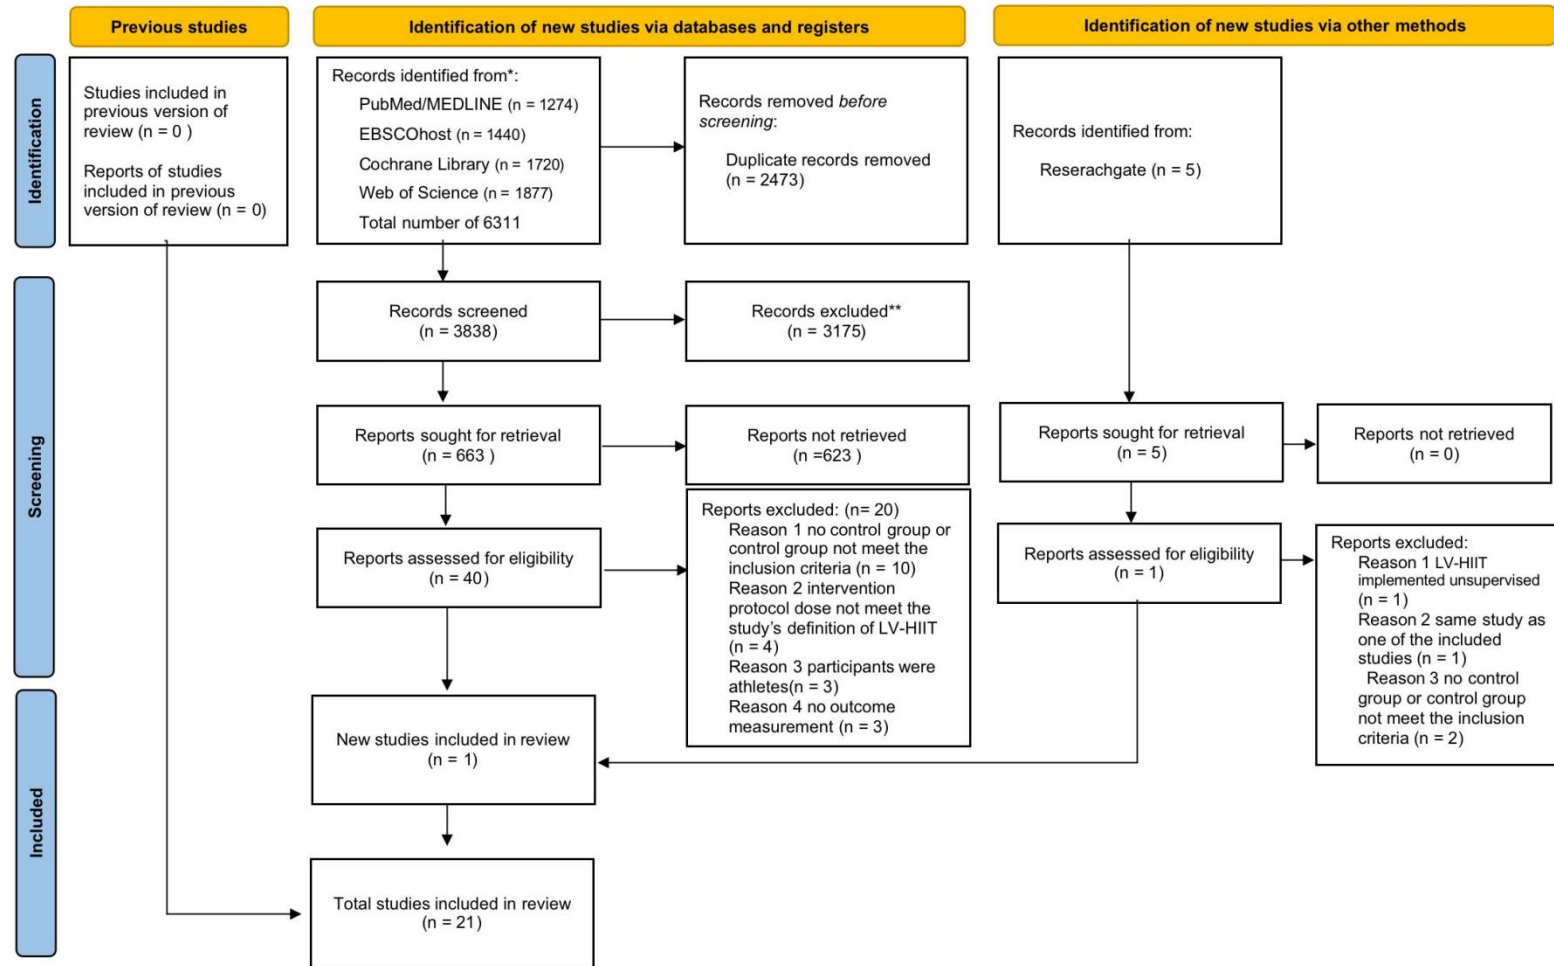 Previous studies
Identification of new studies via databases and registers
Identification of new studies via other methods
Identification
Studies included in
previous version of
review (n = 0 )
Reports of studies
included in previous
version of review (n = 0)
Records identified from*:
PubMed/MEDLINE (n = 1274)
EBSCOhost (n = 1440)
Cochrane Library (n = 1720)
Web of Science (n = 1877)
Total number of 6311
Records removed before
screening:
Duplicate records removed
(n = 2473)
Records identified from:
Reserachgate (n = 5)
Screening
Records screened
(n = 3838)
Records excluded**
(n = 3175)
Reports sought for retrieval
(n = 663 )
Reports not retrieved
(n =623 )
Reports sought for retrieval
(n = 5)
Reports not retrieved
(n = 0)
Reports assessed for eligibility
(n = 40)
Reports excluded: (n= 20)
Reason 1 no control group or
control group not meet the
inclusion criteria (n = 10)
Reason 2 intervention
protocol dose not meet the
study's definition of LV-HIIT
(n = 4)
Reason 3 participants were
athletes(n = 3)
Reason 4 no outcome
measurement (n = 3)
Reports assessed for eligibility
(n = 1)
Reports excluded:
Reason 1 LV-HIIT
implemented unsupervised
(n = 1)
Reason 2 same study as
one of the included
studies (n = 1)
Reason 3 no control
group or control group
not meet the inclusion
criteria (n = 2)
Included
New studies included in review
(n = 1)
Total studies included in review
(n = 21)